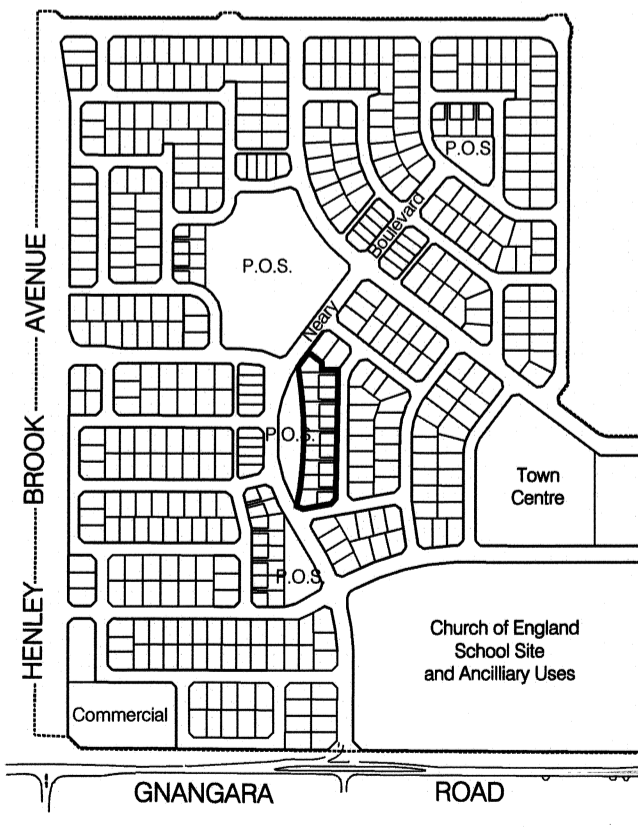 P.O.S
Boulevard
P.O.S.
Neary
HENLEY BROOK AVENUE
P.O.S.
Town
Centre
P.O.S.
Church of England
School Site
and Ancilliary Uses
Commercial
GNANGARA ROAD